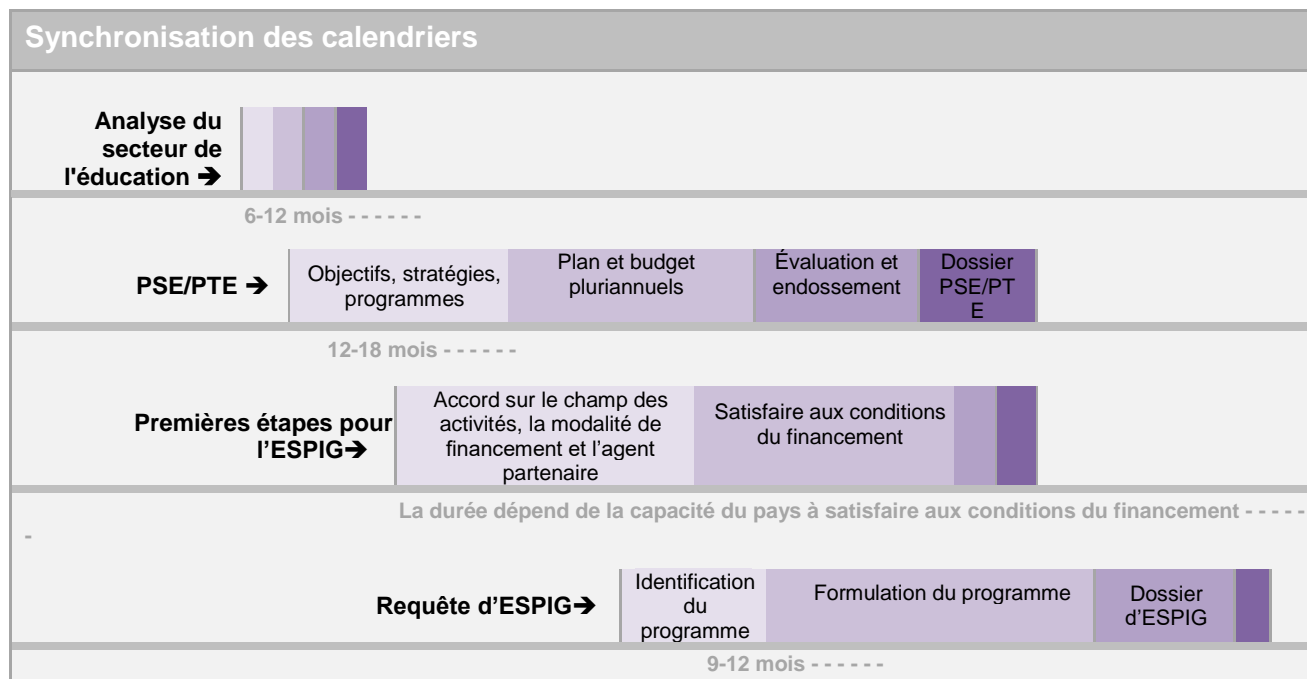 Synchronisation des calendriers
Analyse du
secteur de
l'éducation ➔
6-12 mois - - - - - -
PSE/PTE ➔
Objectifs, stratégies,
programmes
Plan et budget
pluriannuels
Évaluation et
endossement
Dossier
PSE/PT
E
12-18 mois - - - - - -
Premières étapes pour
l'ESPIG➔
Accord sur le champ des
activités, la modalité de
financement et l'agent
partenaire
Satisfaire aux conditions
du financement
La durée dépend de la capacité du pays à satisfaire aux conditions du financement - - - - -
-
Requête d'ESPIG➔
Identification
du
programme
Formulation du programme
Dossier
d'ESPIG
9-12 mois - - - - - -